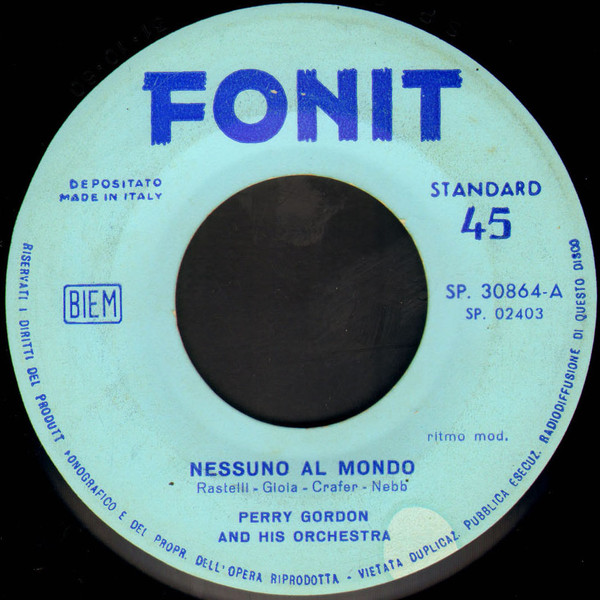 FONIT
DEPOSITATO
MADE IN ITALY
STANDARD
45
BIEM
SP. 30864-A
SP. 02403
ritmo mod.
NESSUNO AL MONDO
Rastelli - Gioia - Crafer - Nebb
PERRY GORDON
AND HIS ORCHESTRA
RISERVATI I DIRITTI DEL PRODUTT FONOGRAFICO E DEL PROPR. DELL'OPERA RIPRODOTTA - VIETATA DUPLICAZ. PUBBLICA ESECUZ. RADIODIFFUSIONE DI QUESTO DISCO